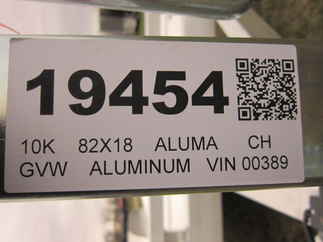 19454
10K 82X18 ALUMA CH
GVW ALUMINUM VIN 00389